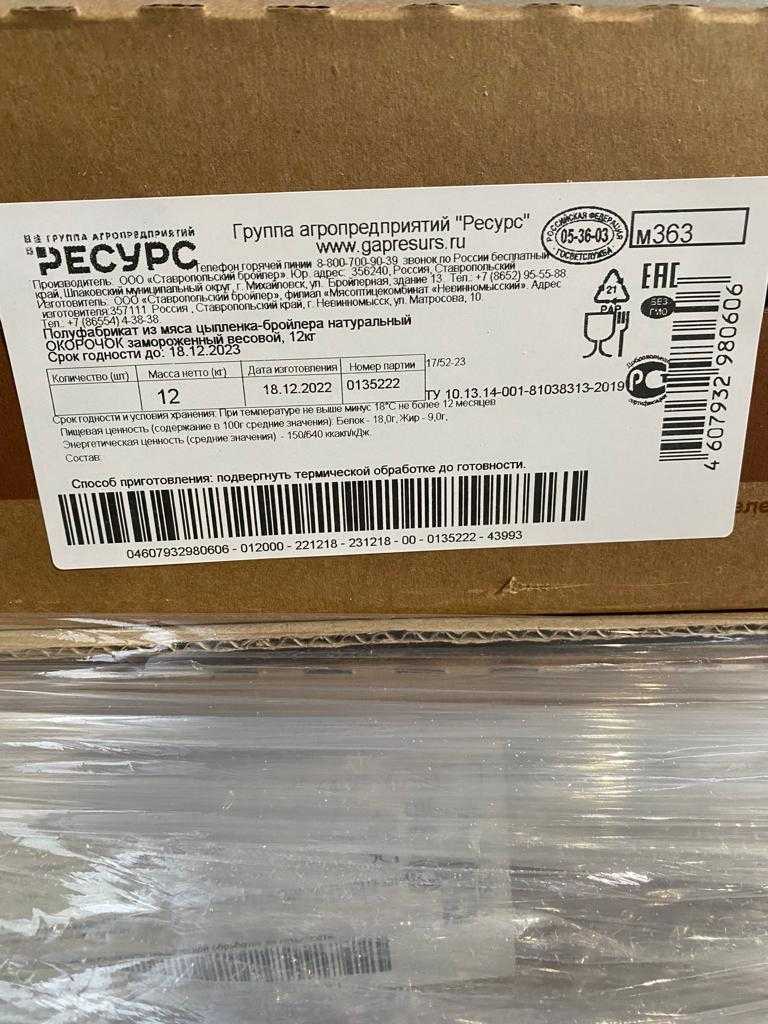 ГРУППА АГРОПРЕДПРИЯТИЙ
РЕСУРС
Группа агропредприятий "Ресурс"
www.gapresurs.ru
Телефон горячей линии 8-800-700-90-39 звонок по России бесплатный
Производитель: ООО «Ставропольский бройлер». Юр. адрес: 356240, Россия, Ставропольский
край, Шпаковский муниципальный округ, г. Михайловск, ул. Бройлерная, здание 13. Тел.: +7 (8652) 95-55-88
Изготовитель: ООО «Ставропольский бройлер», филиал «Мясоптицекомбинат «Невинномысский». Адрес
изготовителя:357111 Россия , Ставропольский край, г. Невинномысск, ул. Матросова, 10.
Тел.: +7 (86554) 4-38-38
Полуфабрикат из мяса цыпленка-бройлера натуральный
ОКОРОЧОК замороженный весовой, 12кг
Срок годности до: 18.12.2023
Количество (шт) Масса нетто (кг) Дата изготовления Номер партии
12 18.12.2022 0135222
17/52-23
ТУ 10.13.14-001-81038313-2019
Срок годности и условия хранения: При температуре не выше минус 18°С не более 12 месяцев
Пищевая ценность (содержание в 100г средние значения): Белок - 18,0г, Жир - 9,0г,
Энергетическая ценность (средние значения) - 150/640 ккакл/кДж.
Состав:
Способ приготовления: подвергнуть термической обработке до готовности.
04607932980606 - 012000 - 221218 - 231218 - 00 - 0135222 - 43993
РОССИЙСКАЯ ФЕДЕРАЦИЯ
05-36-03
ГОСВЕТСЛУЖБА
м363
21
PAP
ЕАС
БЕЗ
ГМО
Добровольная
РСТ
сертификация
4 607932 980606